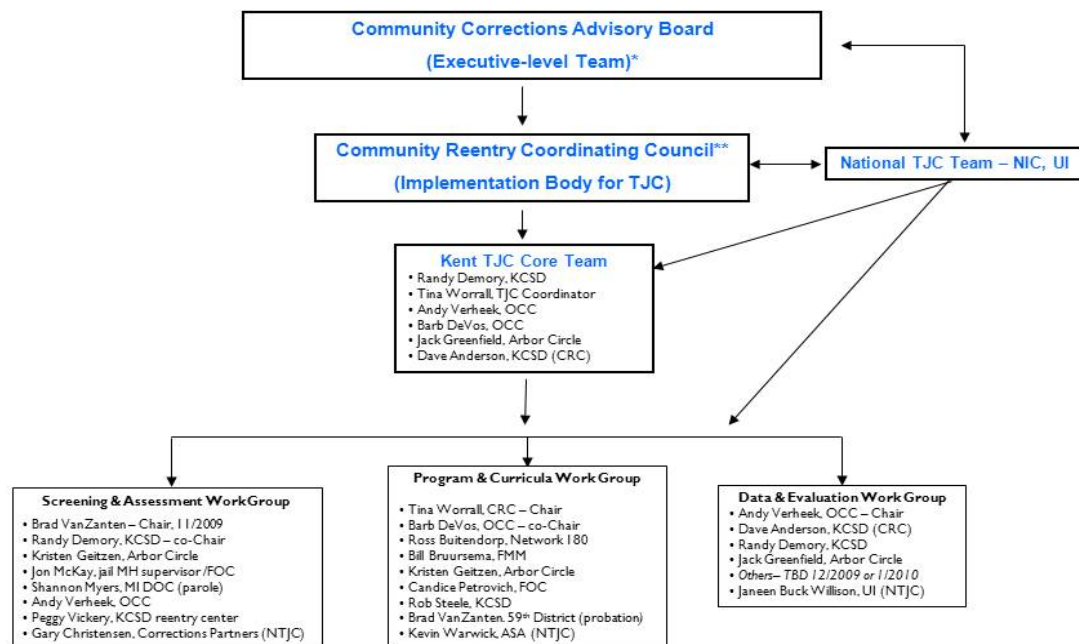 Community Corrections Advisory Board
(Executive-level Team)*
Community Reentry Coordinating Council**
(Implementation Body for TJC)
National TJC Team – NIC, UI
Kent TJC Core Team
• Randy Demory, KCSD
• Tina Worrall, TJC Coordinator
• Andy Verheek, OCC
• Barb DeVos, OCC
• Jack Greenfield, Arbor Circle
• Dave Anderson, KCSD (CRC)
Screening & Assessment WorkGroup
• Brad VanZanten – Chair, 11/2009
• Randy Demory, KCSD – co-Chair
• Kristen Geitzen, Arbor Circle
• Jon McKay, jail MH supervisor /FOC
• Shannon Myers, MI DOC (parole)
• Andy Verheek, OCC
• Peggy Vickery, KCSD reentry center
• Gary Christensen, Corrections Partners (NTJC)
Program & Curricula Work Group
• Tina Worrall, CRC – Chair
• Barb DeVos, OCC – co-Chair
• Ross Buitendorp, Network 180
• Bill Bruursema, FMM
• Kristen Geitzen, Arbor Circle
• Candice Petrovich, FOC
• Rob Steele, KCSD
• Brad VanZanten, 59th District (probation)
• Kevin Warwick, ASA (NTJC)
Data & Evaluation Work Group
• Andy Verheek, OCC – Chair
• Dave Anderson, KCSD (CRC)
• Randy Demory, KCSD
• Jack Greenfield, Arbor Circle
• Others– TBD 12/2009 or 1/2010
• Janeen Buck Willison, UI (NTJC)